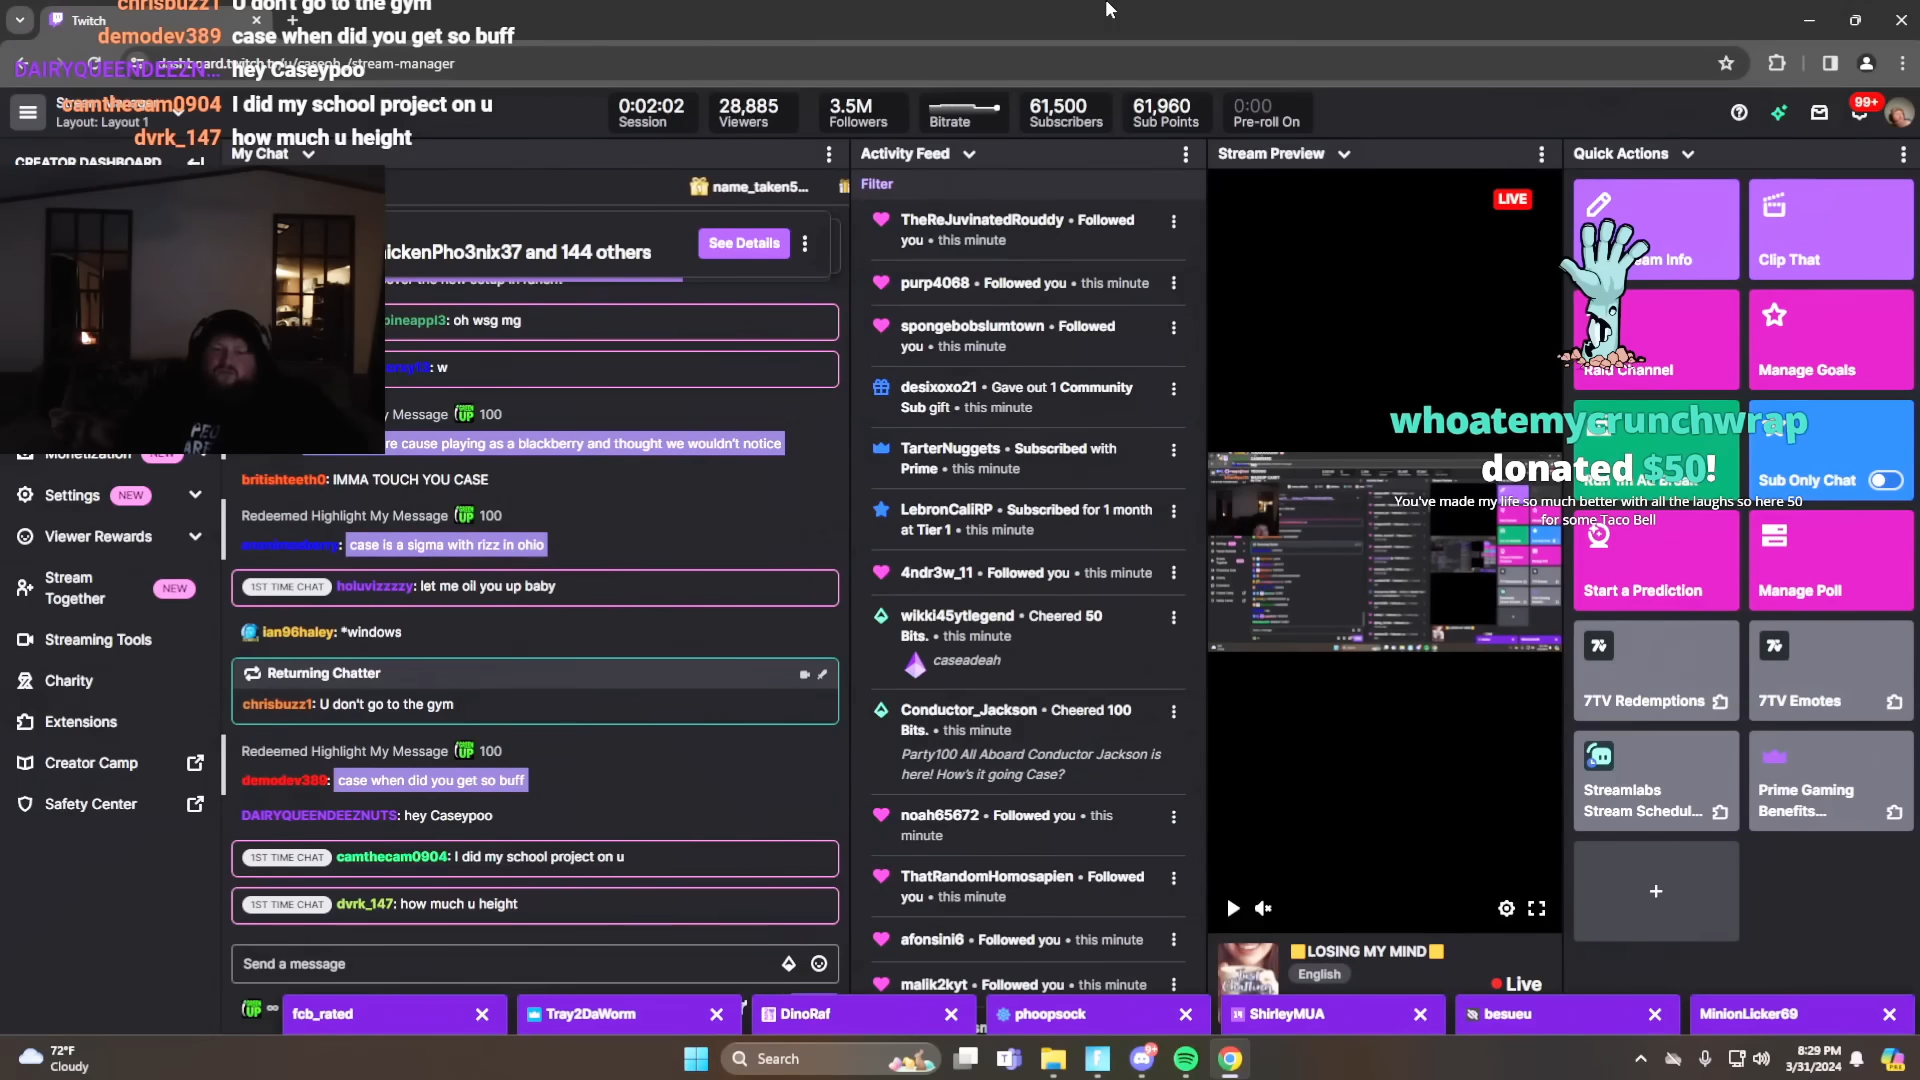 chrisbuzz1 U don't go to the gym
demodev389 case when did you get so buff
DAIRYQUEENDEEZN... hey Caseypoo
camthecam0904 I did my school project on u
dvrk_147 how much u height
Twitch
dashboard.twitch.tv/u/caseoh_/stream-manager
Stream Manager
Layout: Layout 1
0:02:02
Session
28,885
Viewers
3.5M
Followers
Bitrate
61,500
Subscribers
61,960
Sub Points
0:00
Pre-roll On
99+
CREATOR DASHBOARD
Monetization NEW
Settings NEW
Viewer Rewards
Stream
Together NEW
Streaming Tools
Charity
Extensions
Creator Camp
Safety Center
My Chat
name_taken5...
ickenPho3nix37 and 144 others
See Details
pineappl3: oh wsg mg
: w
y Message 100
re cause playing as a blackberry and thought we wouldn't notice
britishteeth0: IMMA TOUCH YOU CASE
Redeemed Highlight My Message 100
case is a sigma with rizz in ohio
1ST TIME CHAT holuvizzzzy: let me oil you up baby
ian96haley: *windows
Returning Chatter
chrisbuzz1: U don't go to the gym
Redeemed Highlight My Message 100
demodev389: case when did you get so buff
DAIRYQUEENDEEZNUTS: hey Caseypoo
1ST TIME CHAT camthecam0904: I did my school project on u
1ST TIME CHAT dvrk_147: how much u height
Send a message
Activity Feed
Filter
TheReJuvinatedRouddy • Followed
you • this minute
purp4068 • Followed you • this minute
spongebobslumtown • Followed
you • this minute
desixoxo21 • Gave out 1 Community
Sub gift • this minute
TarterNuggets • Subscribed with
Prime • this minute
LebronCaliRP • Subscribed for 1 month
at Tier 1 • this minute
4ndr3w_11 • Followed you • this minute
wikki45ytlegend • Cheered 50
Bits. • this minute
caseadeah
Conductor_Jackson • Cheered 100
Bits. • this minute
Party100 All Aboard Conductor Jackson is
here! How's it going Case?
noah65672 • Followed you • this
minute
ThatRandomHomosapien • Followed
you • this minute
afonsini6 • Followed you • this minute
malik2kyt • Followed you • this minute
Stream Preview
LIVE
LOSING MY MIND
English
Live
Quick Actions
eam Info
Clip That
Raid Channel
Manage Goals
whoatemycrunchwrap
donated $50!
You've made my life so much better with all the laughs so here 50
for some Taco Bell
Sub Only Chat
Start a Prediction
Manage Poll
7TV Redemptions
7TV Emotes
Streamlabs
Stream Schedul...
Prime Gaming
Benefits...
fcb_rated
Tray2DaWorm
DinoRaf
phoopsock
14 ShirleyMUA
besueu
MinionLicker69
72°F
Cloudy
Search
8:29 PM
3/31/2024